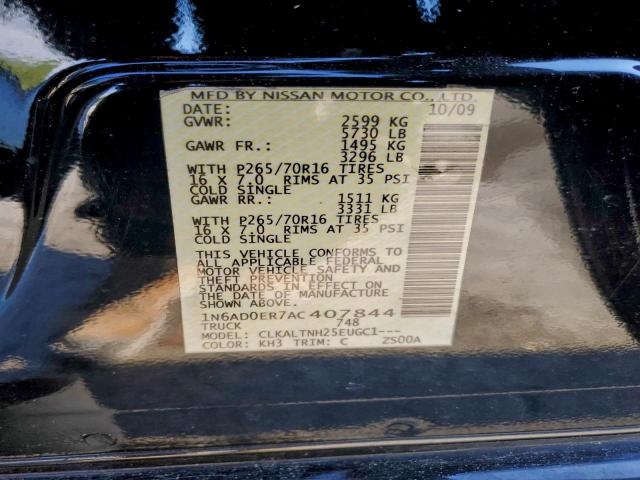 MFD BY NISSAN MOTOR CO., LTD.
DATE: 10/09
GVWR: 2599 KG
5730 LB
GAWR FR.: 1495 KG
3296 LB
WITH P265/70R16 TIRES
16 X 7.0 RIMS AT 35 PSI
COLD SINGLE
GAWR RR.: 1511 KG
3331 LB
WITH P265/70R16 TIRES
16 X 7.0 RIMS AT 35 PSI
COLD SINGLE
THIS VEHICLE CONFORMS TO
ALL APPLICABLE FEDERAL
MOTOR VEHICLE SAFETY AND
THEFT PREVENTION
STANDARDS IN EFFECT ON
THE DATE OF MANUFACTURE
SHOWN ABOVE.
1N6AD0ER7AC407844
TRUCK 748
MODEL: CLKALTNH25EUGC1---
COLOR: KH3 TRIM: C ZS00A